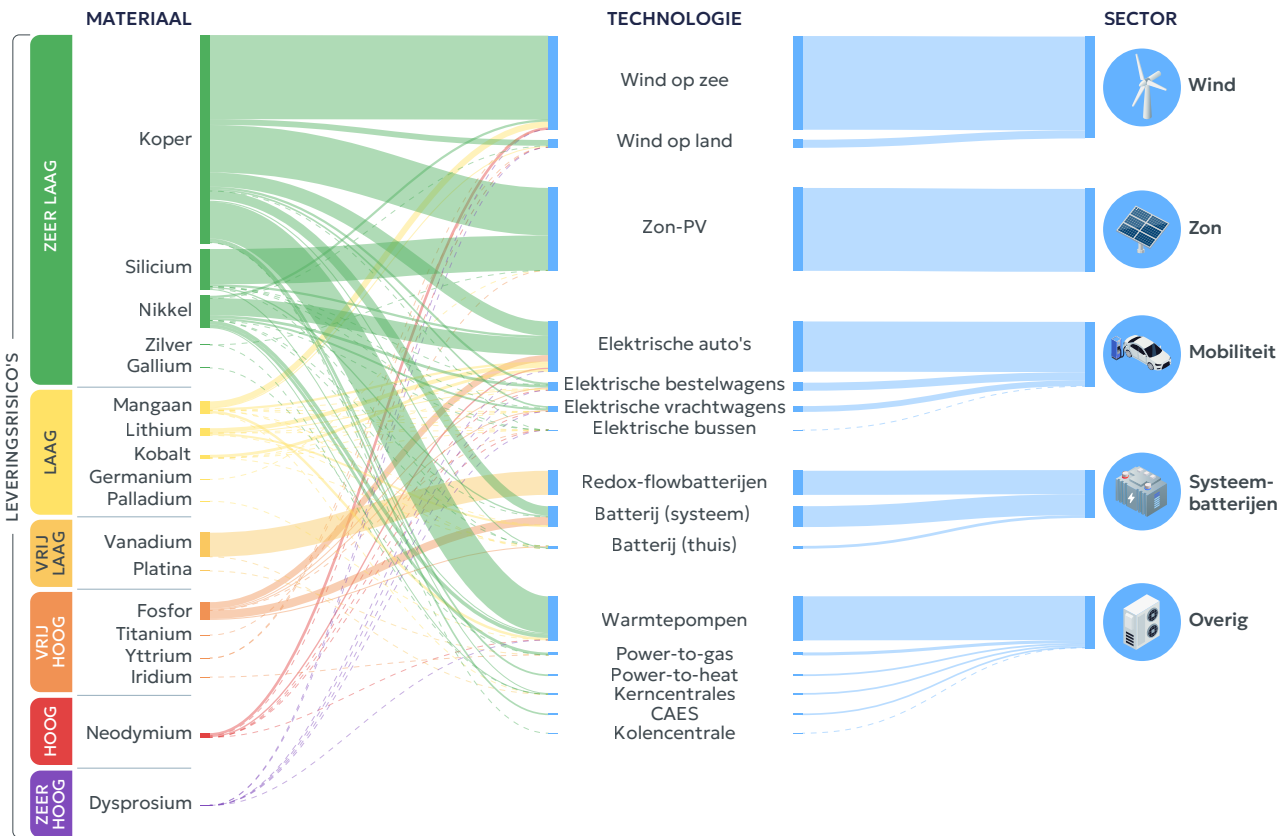 MATERIAAL
TECHNOLOGIE
SECTOR
LEVERINGSRISICO'S
ZEER LAAG
Koper
Silicium
Nikkel
Zilver
Gallium
LAAG
Mangaan
Lithium
Kobalt
Germanium
Palladium
VRIJ
LAAG
Vanadium
Platina
VRIJ
HOOG
Fosfor
Titanium
Yttrium
Iridium
HOOG
Neodymium
ZEER
HOOG
Dysprosium
Wind op zee
Wind op land
Zon-PV
Elektrische auto's
Elektrische bestelwagens
Elektrische vrachtwagens
Elektrische bussen
Redox-flowbatterijen
Batterij (systeem)
Batterij (thuis)
Warmtepompen
Power-to-gas
Power-to-heat
Kerncentrales
CAES
Kolencentrale
Wind
Zon
Mobiliteit
Systeem-
batterijen
Overig